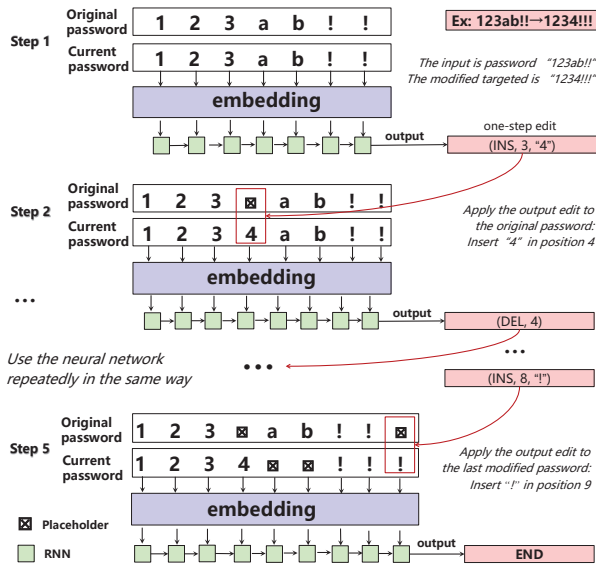 Ex: 123ab!!→1234!!!
Step 1
Original password
1 2 3 a b ! !
Current password
1 2 3 a b ! !
The input is password “123ab!!”
The modified targeted is “1234!!!”
embedding
output
one-step edit
(INS, 3, “4”)
Step 2
Original password
1 2 3 ☒ a b ! !
Current password
1 2 3 4 a b ! !
Apply the output edit to
the original password:
Insert “4” in position 4
embedding
...
output
(DEL, 4)
Use the neural network
repeatedly in the same way
...
...
(INS, 8, “!”)
Step 5
Original password
1 2 3 ☒ a b ! ! ☒
Current password
1 2 3 4 ☒ ☒ ! ! !
Apply the output edit to
the last modified password:
Insert “!” in position 9
embedding
☒ Placeholder
RNN
output
END